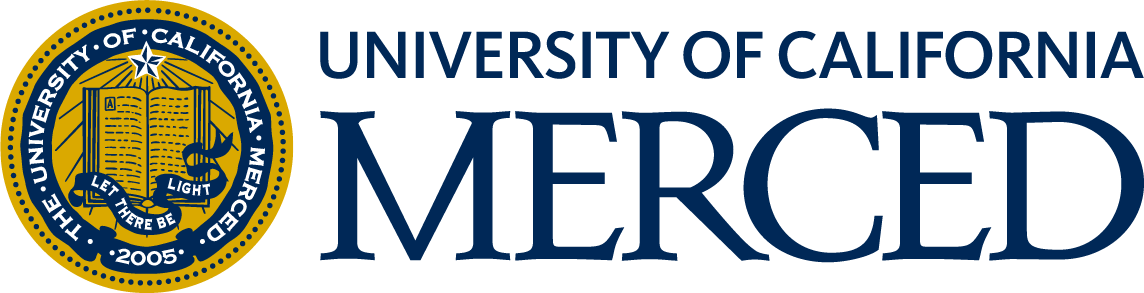 THE · UNIVERSITY · OF · CALIFORNIA · MERCED
A
LET THERE BE LIGHT
· 2005 ·
UNIVERSITY OF CALIFORNIA
MERCED